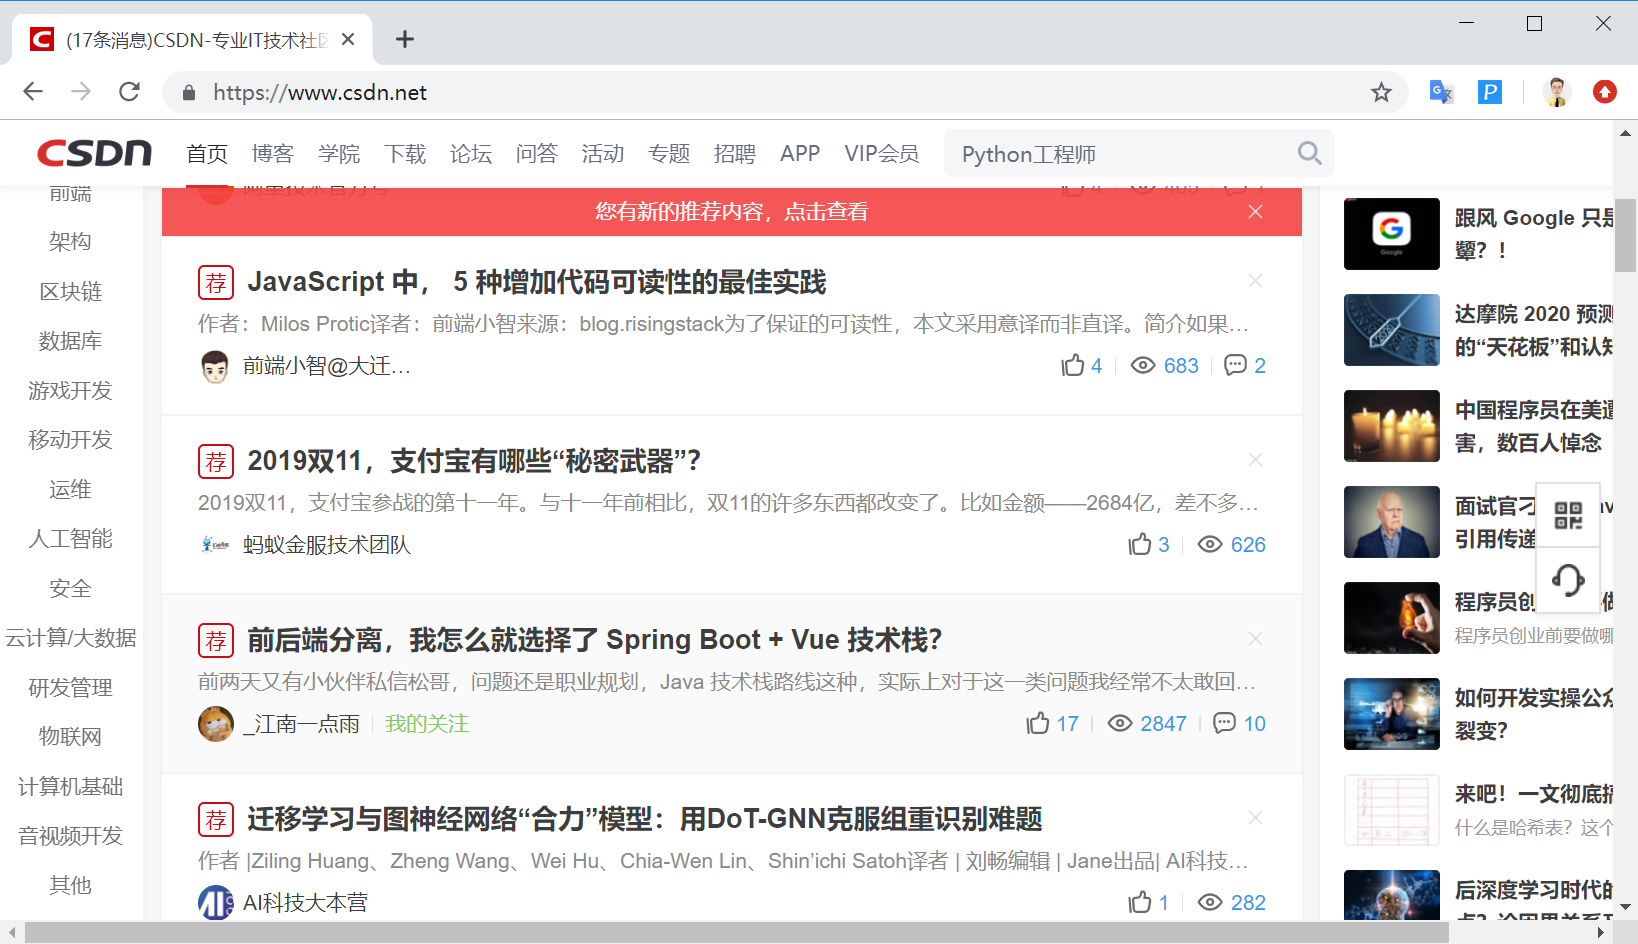 (17条消息)CSDN-专业IT技术社区
https://www.csdn.net
CSDN
首页 博客 学院 下载 论坛 问答 活动 专题 招聘 APP VIP会员
Python工程师
前端
架构
区块链
数据库
游戏开发
移动开发
运维
人工智能
安全
云计算/大数据
研发管理
物联网
计算机基础
音视频开发
其他
您有新的推荐内容，点击查看
荐 JavaScript 中， 5 种增加代码可读性的最佳实践
作者：Milos Protic译者：前端小智来源：blog.risingstack为了保证的可读性，本文采用意译而非直译。简介如果…
前端小智@大迁…
4 683 2
荐 2019双11，支付宝有哪些“秘密武器”？
2019双11，支付宝参战的第十一年。与十一年前相比，双11的许多东西都改变了。比如金额——2684亿，差不多…
蚂蚁金服技术团队
3 626
荐 前后端分离，我怎么就选择了 Spring Boot + Vue 技术栈？
前两天又有小伙伴私信松哥，问题还是职业规划，Java 技术栈路线这种，实际上对于这一类问题我经常不太敢回…
_江南一点雨 我的关注
17 2847 10
荐 迁移学习与图神经网络“合力”模型：用DoT-GNN克服组重识别难题
作者 |Ziling Huang、Zheng Wang、Wei Hu、Chia-Wen Lin、Shin’ichi Satoh译者 | 刘畅编辑 | Jane出品| AI科技…
AI科技大本营
1 282
Google
跟风 Google 只是
颦？！
达摩院 2020 预测
的“天花板”和认知
中国程序员在美遭
害，数百人悼念
面试官刁
引用传递
程序员创
程序员创业前要做哪
如何开发实操公众
裂变？
来吧！一文彻底搞
什么是哈希表？这个
后深度学习时代的